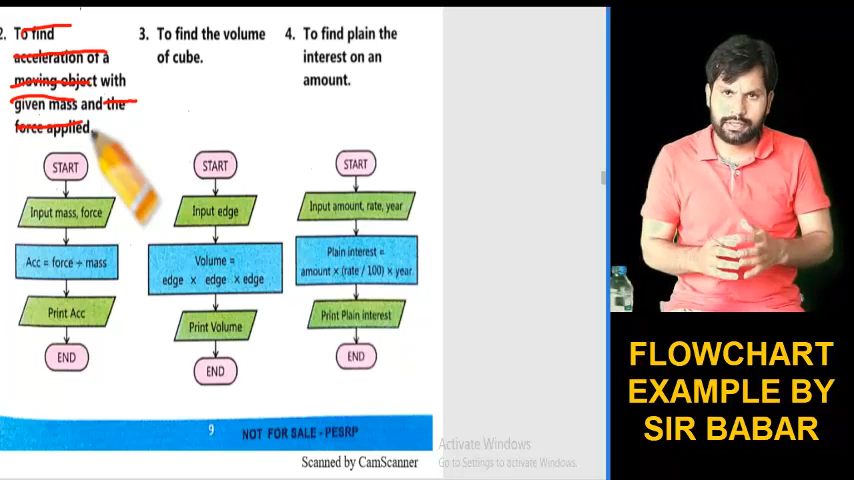 2. To find
acceleration of a
moving object with
given mass and the
force applied
START
Input mass, force
Acc = force ÷ mass
Print Acc
END
3. To find the volume
of cube.
START
Input edge
Volume =
edge × edge × edge
Print Volume
END
4. To find plain the
interest on an
amount.
START
Input amount, rate, year
Plain interest =
amount × (rate / 100) × year
Print Plain interest
END
9
NOT FOR SALE - PESRP
Scanned by CamScanner
Activate Windows
Go to Settings to activate Windows.
FLOWCHART
EXAMPLE BY
SIR BABAR